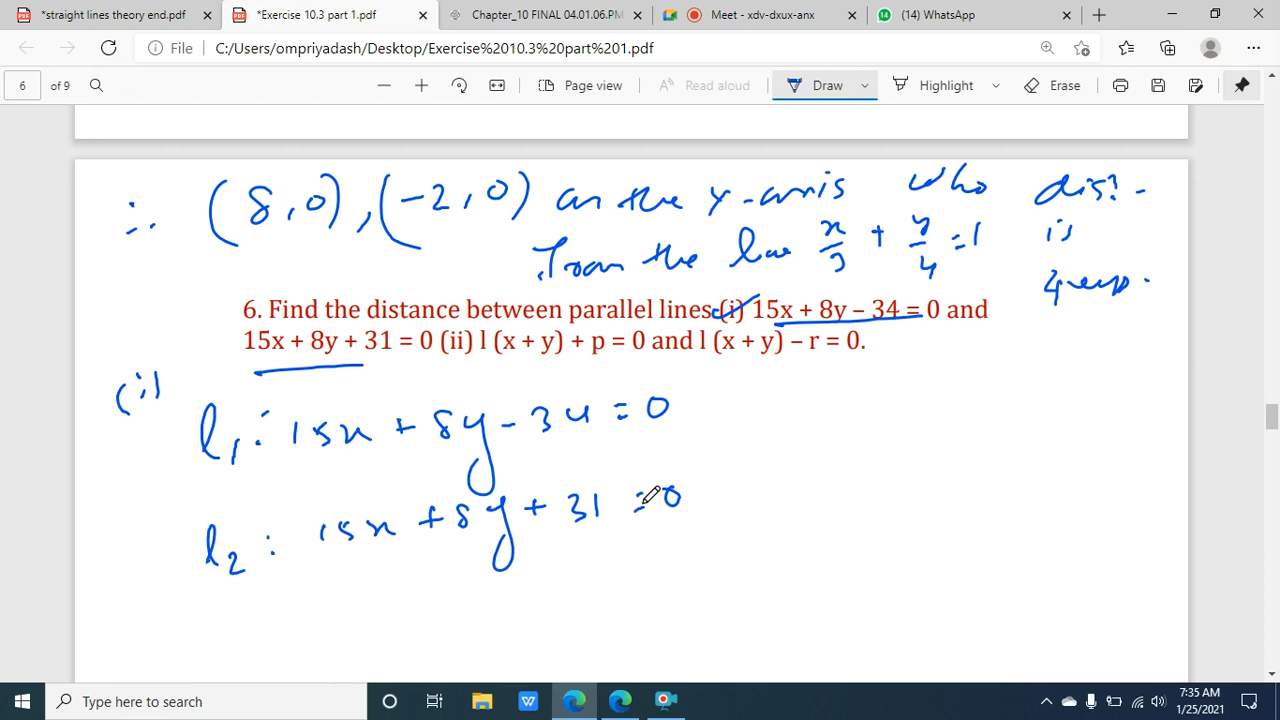 *straight lines theory end.pdf
*Exercise 10.3 part 1.pdf
Chapter_10 FINAL 04.01.06.PM
Meet - xdv-dxux-anx
(14) WhatsApp
File C:/Users/ompriyadash/Desktop/Exercise%2010.3%20part%201.pdf
6 of 9 Page view Read aloud Draw Highlight Erase
∴ (8,0), (-2,0) on the x-axis who dist.
from the line x/3 + y/4 = 1 is
4
6. Find the distance between parallel lines (i) 15x + 8y – 34 = 0 and
15x + 8y + 31 = 0 (ii) l (x + y) + p = 0 and l (x + y) – r = 0.
(i)
l₁: 15x + 8y - 34 = 0
l₂: 15x + 8y + 31 = 0
Type here to search
7:35 AM
1/25/2021